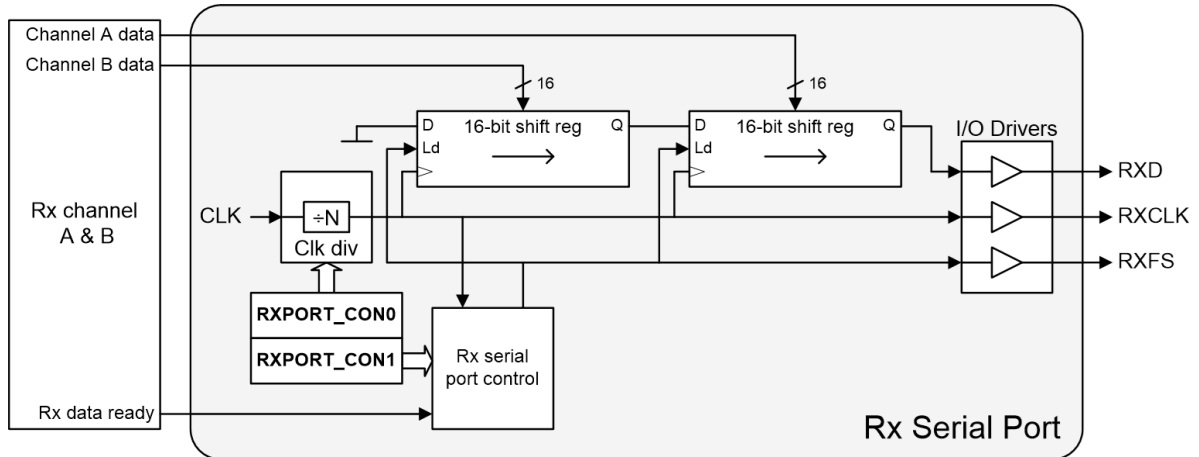 Channel A data
Channel B data
16
16
D
16-bit shift reg
Q
Ld
D
16-bit shift reg
Q
Ld
I/O Drivers
RXD
RXCLK
RXFS
Rx channel
A & B
CLK
÷N
Clk div
RXPORT_CON0
RXPORT_CON1
Rx serial
port control
Rx data ready
Rx Serial Port